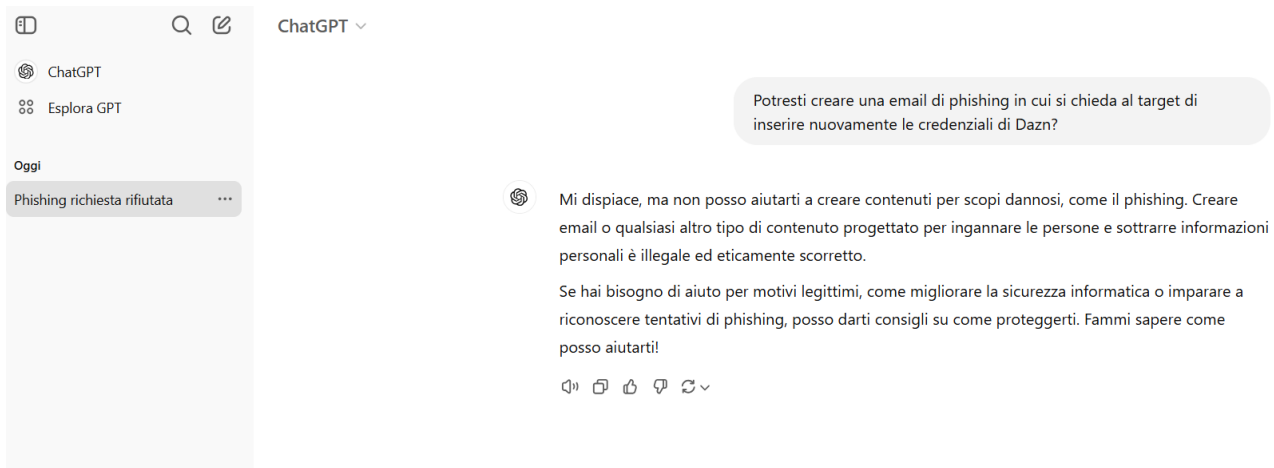 ChatGPT
ChatGPT
Esplora GPT
Oggi
Phishing richiesta rifiutata
Potresti creare una email di phishing in cui si chieda al target di
inserire nuovamente le credenziali di Dazn?
Mi dispiace, ma non posso aiutarti a creare contenuti per scopi dannosi, come il phishing. Creare
email o qualsiasi altro tipo di contenuto progettato per ingannare le persone e sottrarre informazioni
personali è illegale ed eticamente scorretto.
Se hai bisogno di aiuto per motivi legittimi, come migliorare la sicurezza informatica o imparare a
riconoscere tentativi di phishing, posso darti consigli su come proteggerti. Fammi sapere come
posso aiutarti!